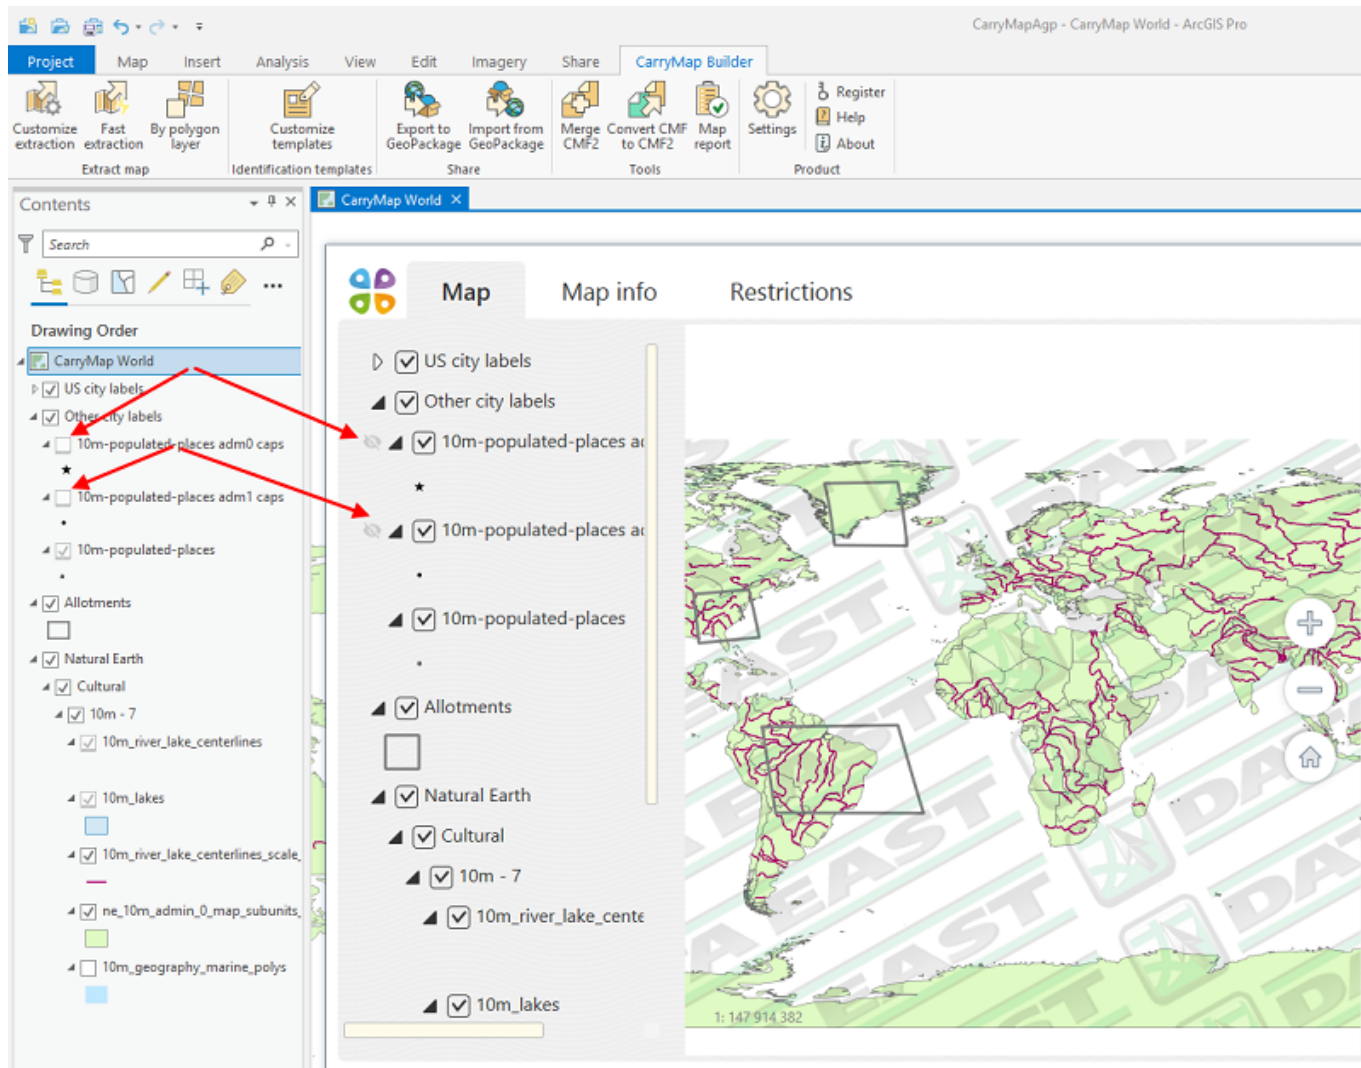 CarryMapAgp - CarryMap World - ArcGIS Pro
Project Map Insert Analysis View Edit Imagery Share CarryMap Builder
Customize extraction
Fast extraction
By polygon layer
Extract map
Customize templates
Identification templates
Export to GeoPackage
Import from GeoPackage
Share
Merge CMF2
Convert CMF to CMF2
Map report
Tools
Settings
Register
Help
About
Product
Contents
Search
Drawing Order
CarryMap World
US city labels
Other city labels
10m-populated-places adm0 caps
10m-populated-places adm1 caps
10m-populated-places
Allotments
Natural Earth
Cultural
10m - 7
10m_river_lake_centerlines
10m_lakes
10m_river_lake_centerlines_scale_
ne_10m_admin_0_map_subunits_
10m_geography_marine_polys
CarryMap World
Map Map info Restrictions
US city labels
Other city labels
10m-populated-places a
10m-populated-places a
10m-populated-places
Allotments
Natural Earth
Cultural
10m - 7
10m_river_lake_cente
10m_lakes
DATA EAST
1: 147 914 382